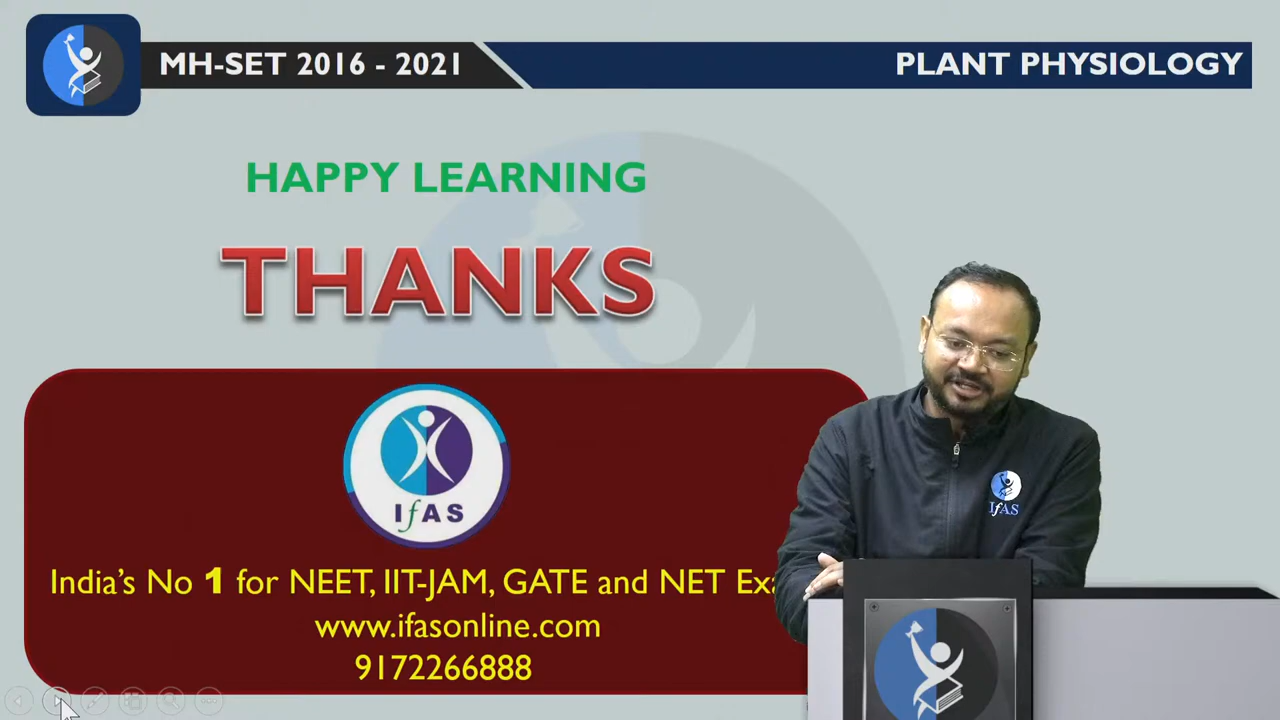 MH-SET 2016 - 2021
PLANT PHYSIOLOGY
HAPPY LEARNING
THANKS
IfAS
IfAS
India's No 1 for NEET, IIT-JAM, GATE and NET
www.ifasonline.com
9172266888